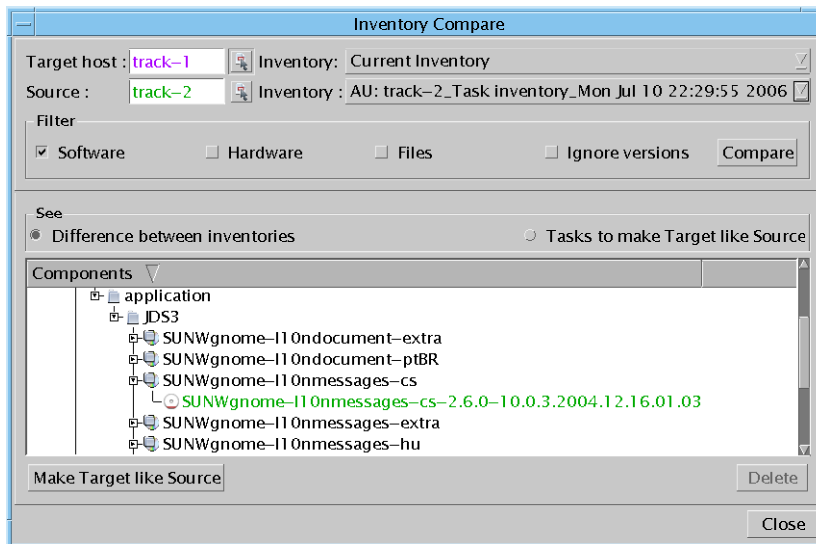 Inventory Compare
Target host : track-1 Inventory: Current Inventory
Source : track-2 Inventory : AU: track-2_Task inventory_Mon Jul 10 22:29:55 2006
Filter
Software Hardware Files Ignore versions Compare
See
Difference between inventories Tasks to make Target like Source
Components
application
JDS3
SUNWgnome-l10ndocument-extra
SUNWgnome-l10ndocument-ptBR
SUNWgnome-l10nmessages-cs
SUNWgnome-l10nmessages-cs-2.6.0-10.0.3.2004.12.16.01.03
SUNWgnome-l10nmessages-extra
SUNWgnome-l10nmessages-hu
Make Target like Source Delete
Close